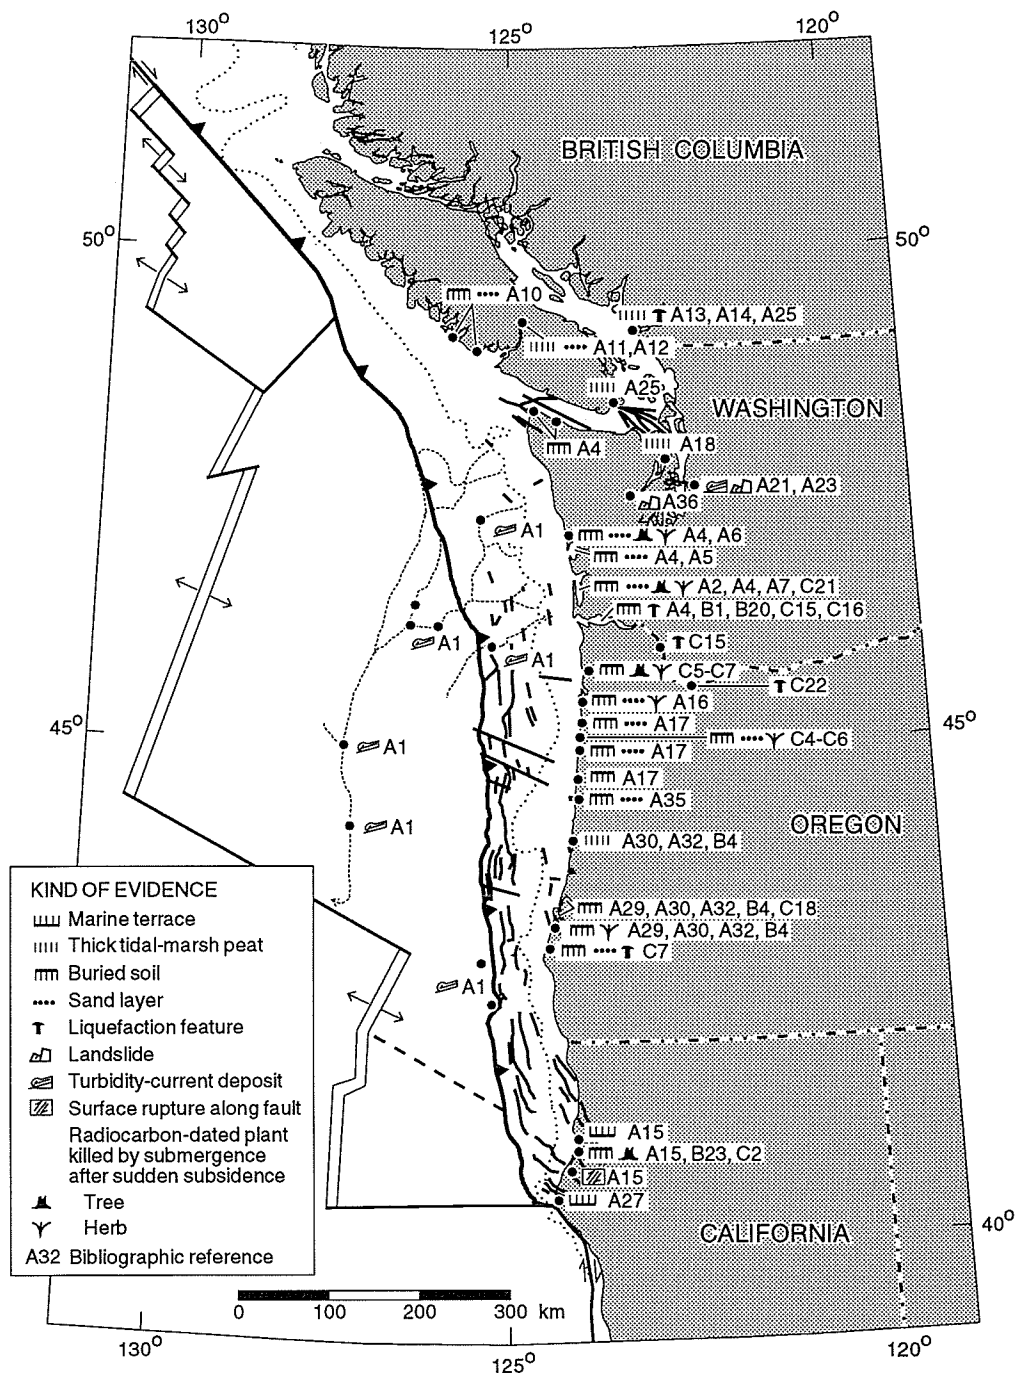 130° 125° 120°
BRITISH COLUMBIA
50° 50°
A10
A13, A14, A25
A11, A12
A25
WASHINGTON
A18
A4
A21, A23
A36
A1
A4, A6
A4, A5
A2, A4, A7, C21
A4, B1, B20, C15, C16
A1
C15
A1
C5-C7
C22
A16
45° 45°
A17
A1
C4-C6
A17
A17
A35
OREGON
A1
A30, A32, B4
KIND OF EVIDENCE
Marine terrace
Thick tidal-marsh peat
Buried soil
Sand layer
Liquefaction feature
Landslide
Turbidity-current deposit
Surface rupture along fault
Radiocarbon-dated plant
killed by submergence
after sudden subsidence
Tree
Herb
A32 Bibliographic reference
A29, A30, A32, B4, C18
A29, A30, A32, B4
C7
A1
A15
A15, B23, C2
A15
A27
40°
CALIFORNIA
0 100 200 300 km
130° 125° 120°